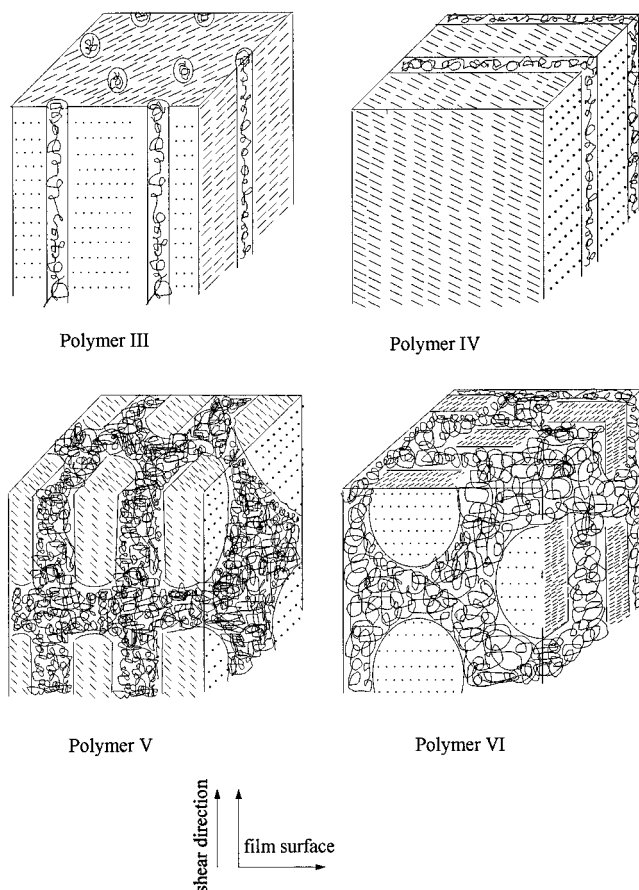 Polymer III
Polymer IV
Polymer V
Polymer VI
shear direction
film surface